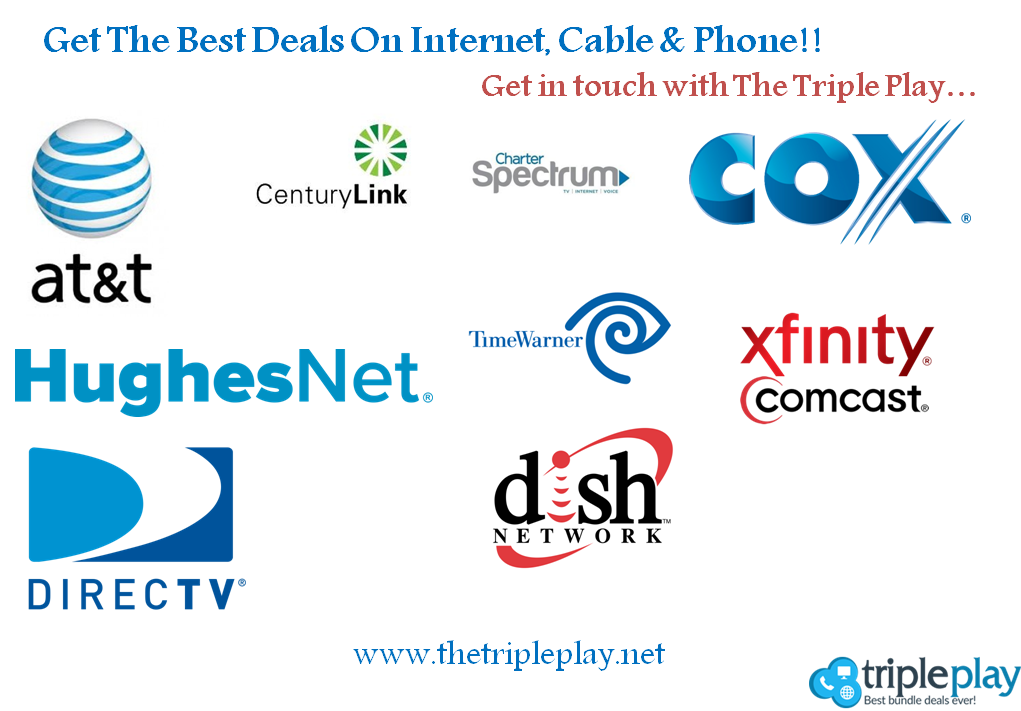 Get The Best Deals On Internet, Cable & Phone!!
Get in touch with The Triple Play...
at&t
CenturyLink
Charter
Spectrum
TV | INTERNET | VOICE
COX®
HughesNet®
TimeWarner
xfinity®
comcast®
DIRECTV®
dish™
NETWORK
www.thetripleplay.net
tripleplay
Best bundle deals ever!